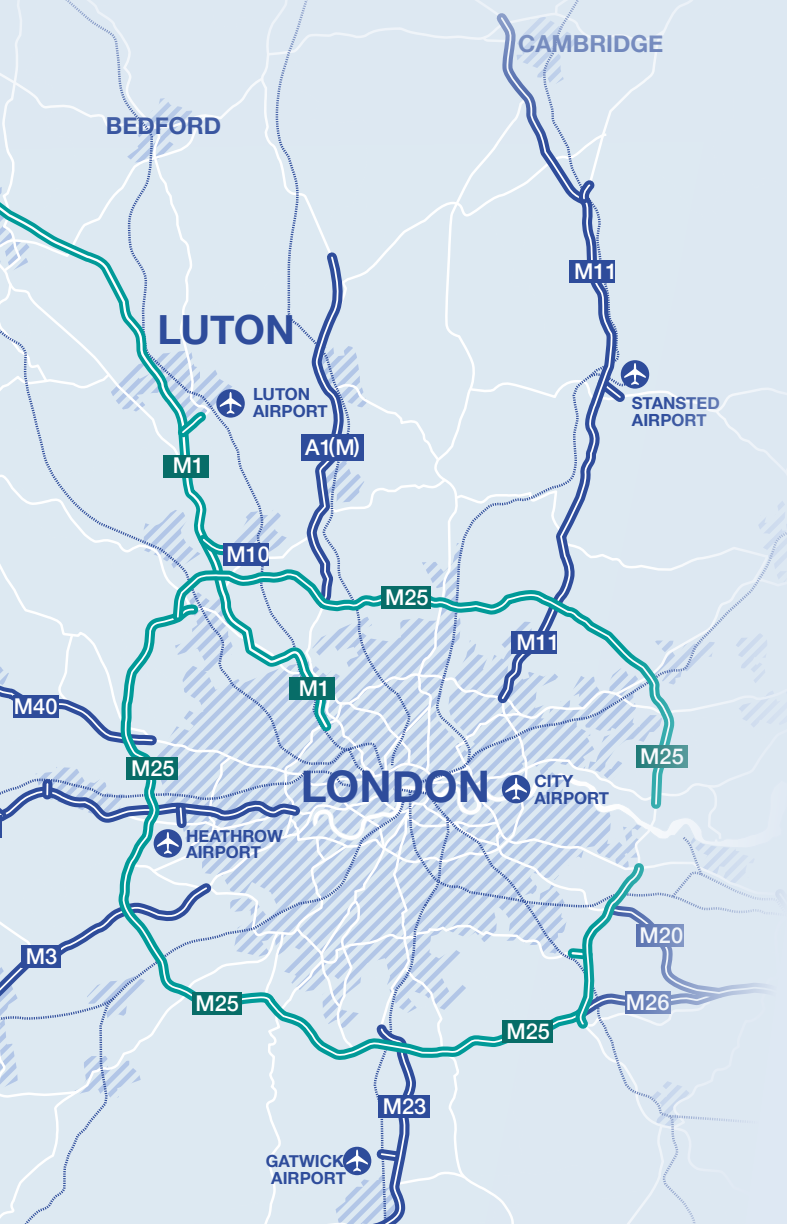 CAMBRIDGE
BEDFORD
M11
LUTON
LUTON
AIRPORT
STANSTED
AIRPORT
A1(M)
M1
M10
M25
M11
M1
M40
M25
M25
LONDON
CITY
AIRPORT
HEATHROW
AIRPORT
M20
M3
M25
M26
M25
M23
GATWICK
AIRPORT